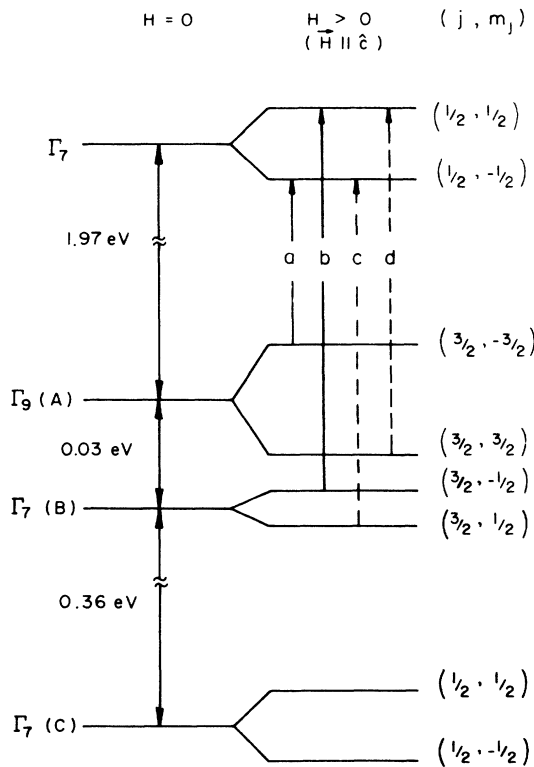 H = 0 H > 0 (j, mj)
(H || ĉ)
(1/2, 1/2)
Γ7
(1/2, -1/2)
1.97 eV
a b c d
(3/2, -3/2)
Γ9 (A)
0.03 eV
(3/2, 3/2)
(3/2, -1/2)
Γ7 (B)
(3/2, 1/2)
0.36 eV
(1/2, 1/2)
Γ7 (C)
(1/2, -1/2)